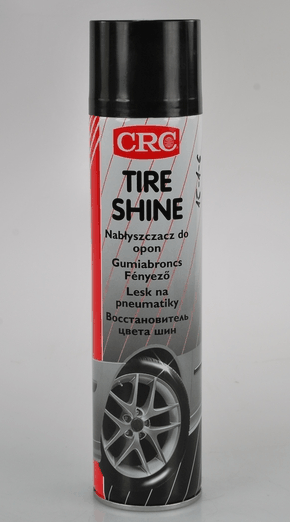 CRC
TIRE
SHINE
Nabłyszczacz do
opon
Gumiabroncs
Fényező
Lesk na
pneumatiky
Восстановитель
цвета шин